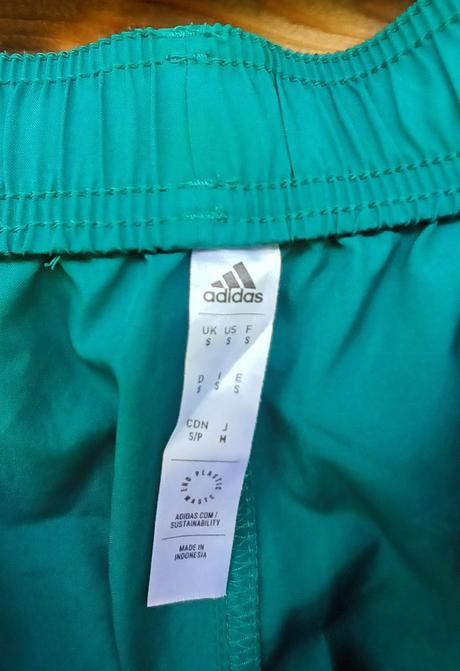 adidas
UK US F
S S S
D I E
S S S
CDN J
S/P M
END PLASTIC WASTE
ADIDAS.COM/
SUSTAINABILITY
MADE IN
INDONESIA